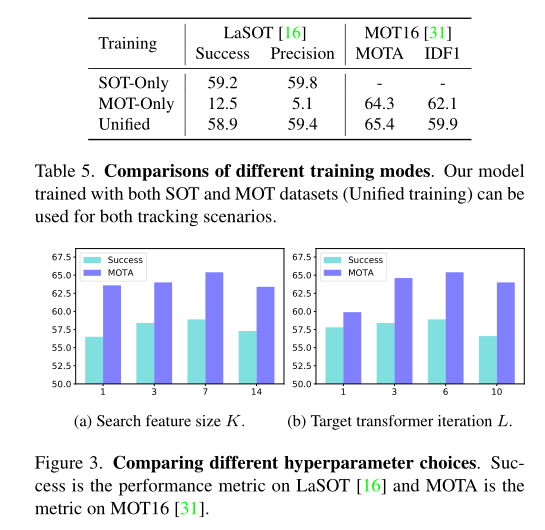 Training LaSOT [16] MOT16 [31]
Success Precision MOTA IDF1
SOT-Only 59.2 59.8 - -
MOT-Only 12.5 5.1 64.3 62.1
Unified 58.9 59.4 65.4 59.9
Table 5. Comparisons of different training modes. Our model
trained with both SOT and MOT datasets (Unified training) can be
used for both tracking scenarios.
67.5
65.0
62.5
60.0
57.5
55.0
52.5
50.0
Success
MOTA
1 3 7 14
(a) Search feature size K.
67.5
65.0
62.5
60.0
57.5
55.0
52.5
50.0
Success
MOTA
1 3 6 10
(b) Target transformer iteration L.
Figure 3. Comparing different hyperparameter choices. Suc-
cess is the performance metric on LaSOT [16] and MOTA is the
metric on MOT16 [31].